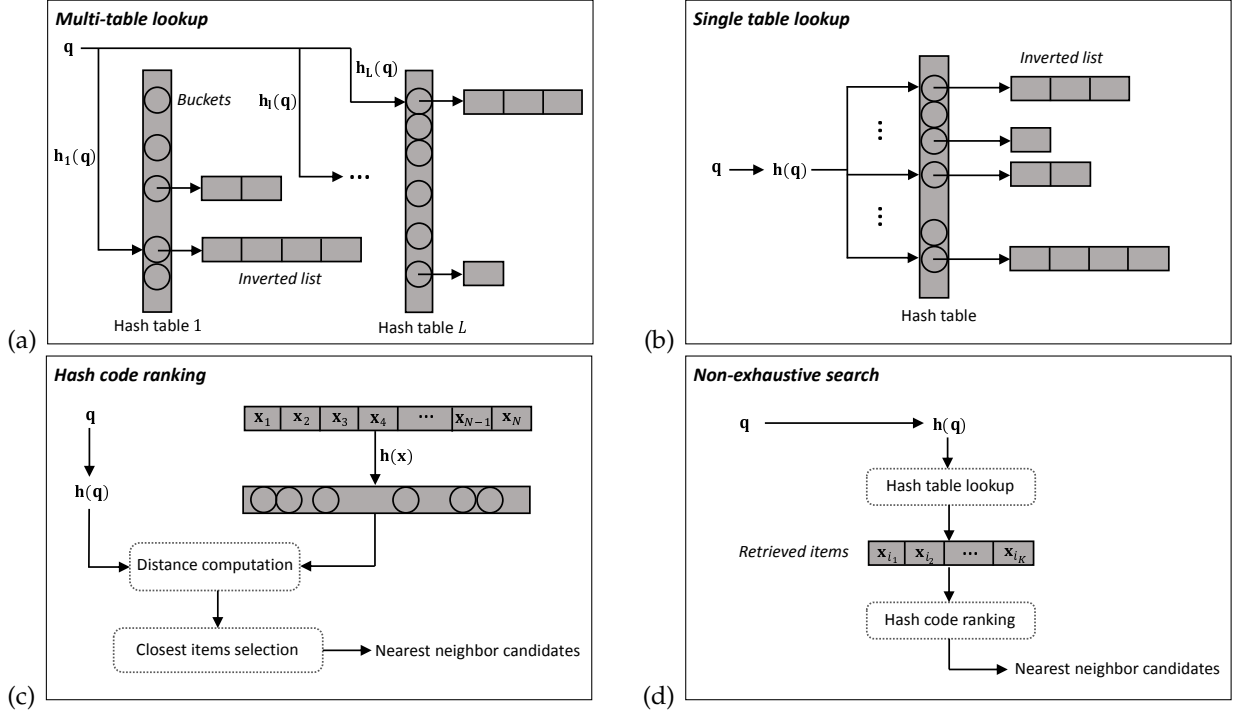 Multi-table lookup
q
h_L(q)
Buckets
h_l(q)
h_1(q)
...
Inverted list
Hash table 1
Hash table L
(a)
Single table lookup
Inverted list
⋮
q
h(q)
⋮
Hash table
(b)
Hash code ranking
q
x_1 x_2 x_3 x_4 ... x_{N−1} x_N
h(x)
h(q)
Distance computation
Closest items selection
Nearest neighbor candidates
(c)
Non-exhaustive search
q
h(q)
Hash table lookup
Retrieved items
x_{i_1} x_{i_2} ... x_{i_K}
Hash code ranking
Nearest neighbor candidates
(d)